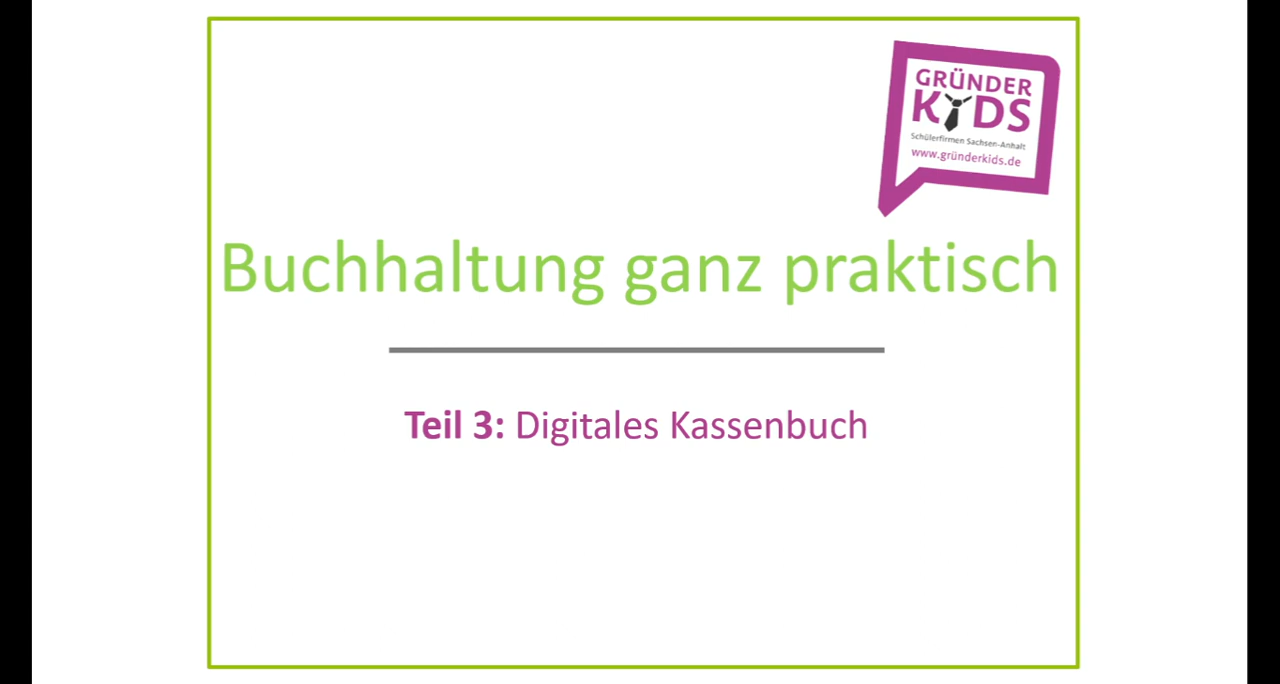 GRÜNDER
KIDS
Schülerfirmen Sachsen-Anhalt
www.gründerkids.de
Buchhaltung ganz praktisch
Teil 3: Digitales Kassenbuch